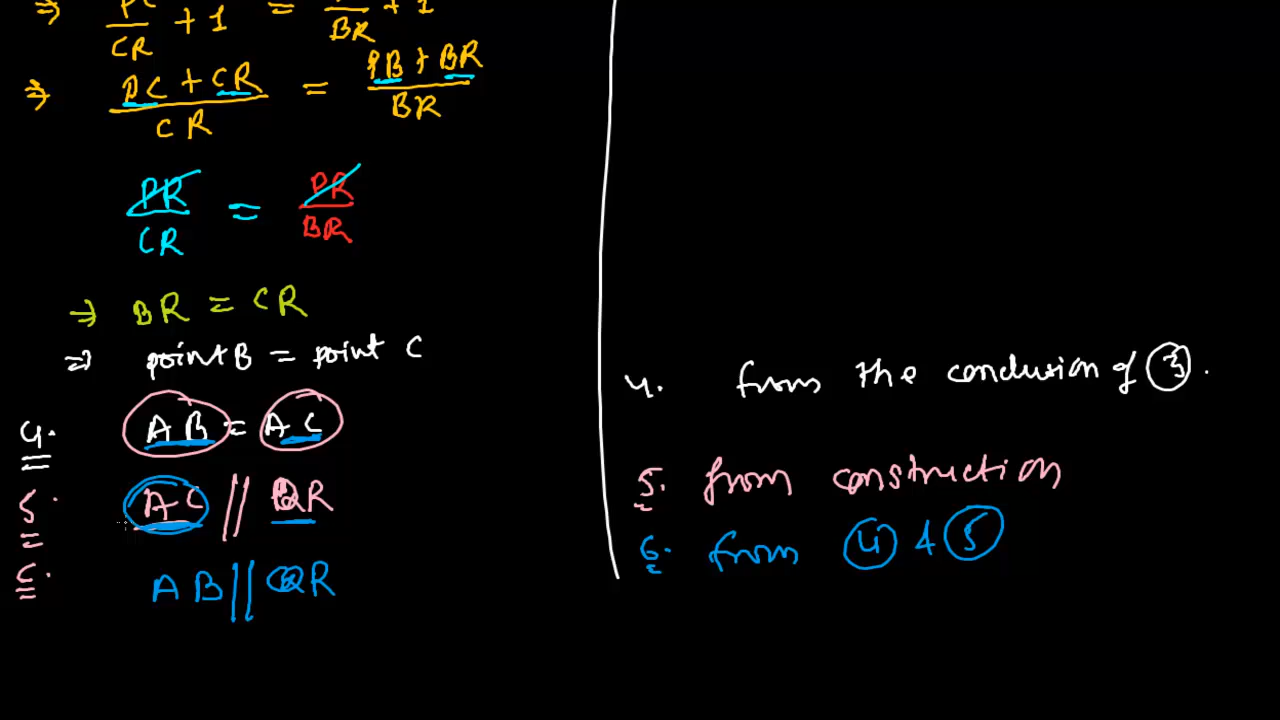 ⇒ PC/CR + 1 = /BR + 1
⇒ PC + CR / CR = PB + BR / BR
PR/CR = PR/BR
⇒ BR = CR
⇒ point B = point C
4. AB = AC
5. AC // QR
6. AB // QR
4. from the conclusion of 3.
5. from construction
6. from 4 & 5